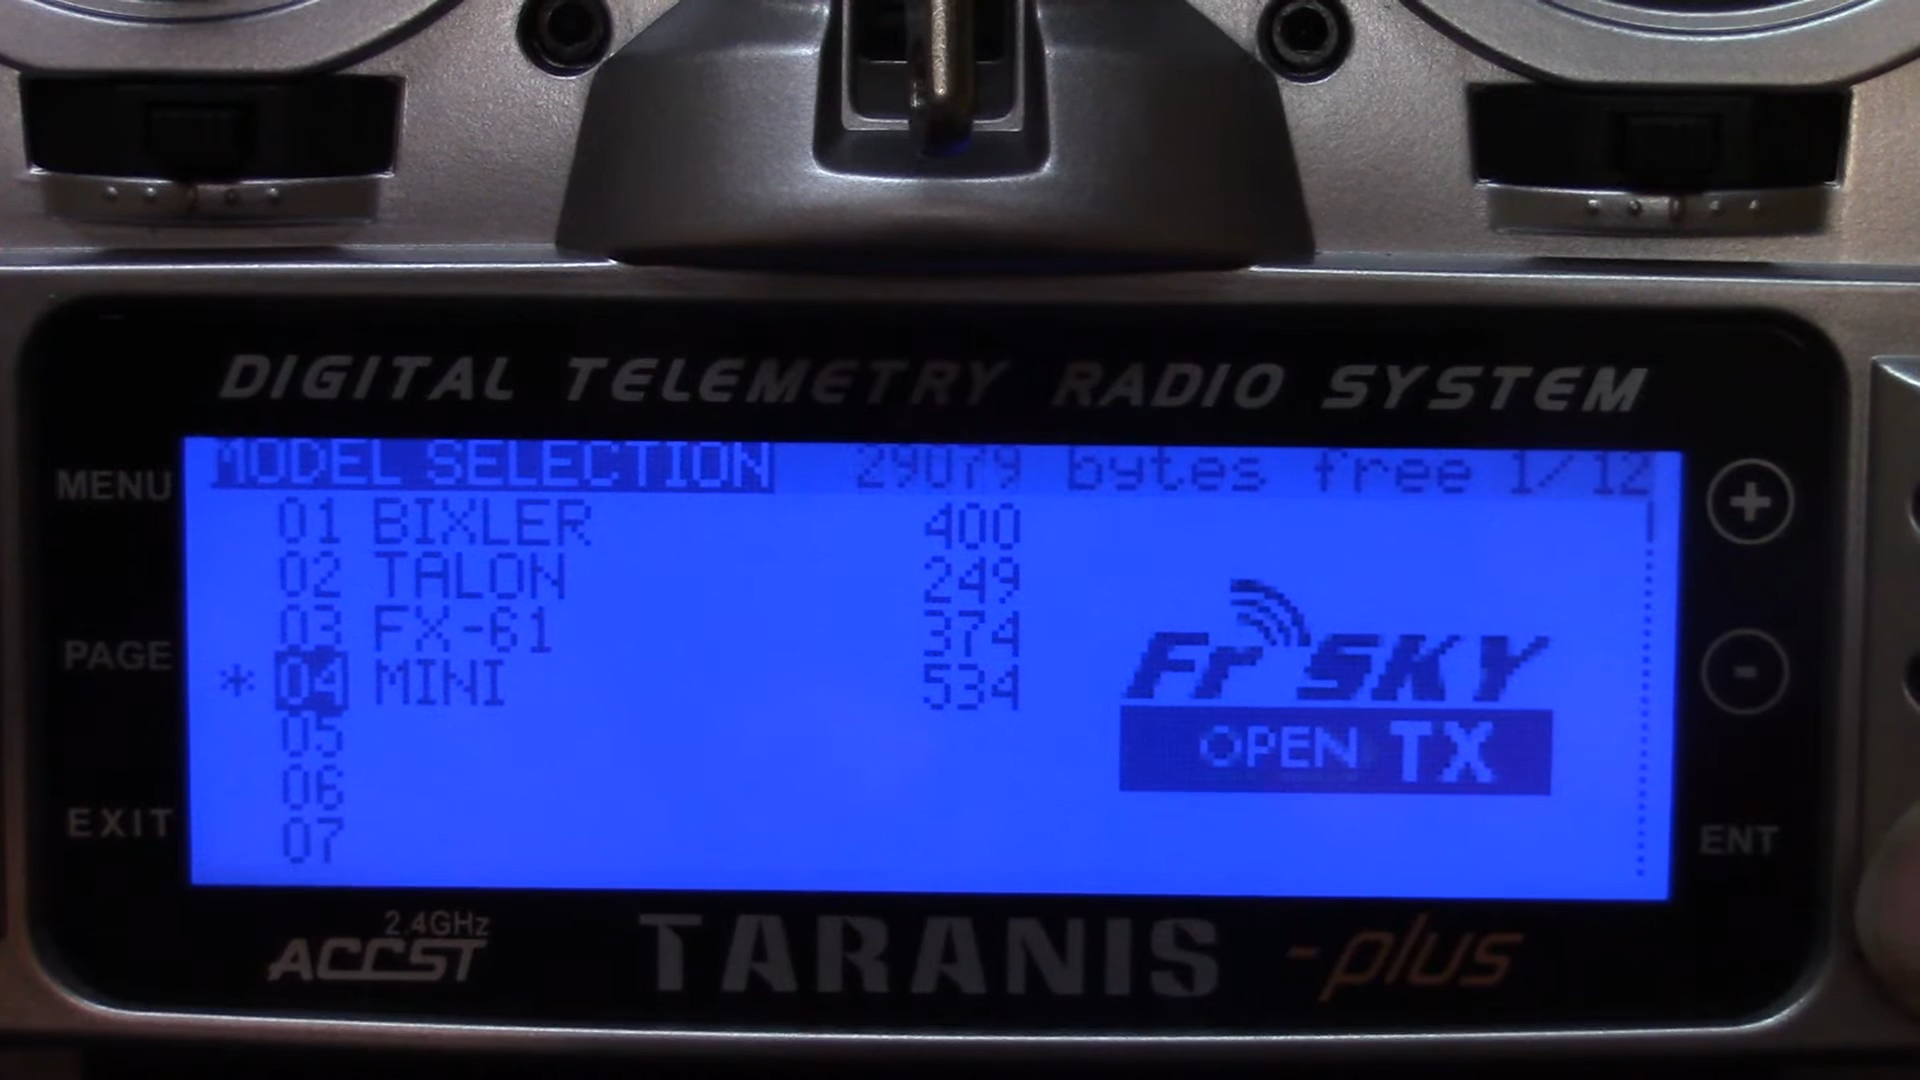 DIGITAL TELEMETRY RADIO SYSTEM
MENU
PAGE
EXIT
MODEL SELECTION 29079 bytes free 1/12
01 BIXLER 400
02 TALON 249
03 FX-61 374
* 04 MINI 534
05
06
07
FrSKY
OPEN TX
+
-
ENT
2.4GHz
ACCST
TARANIS -plus